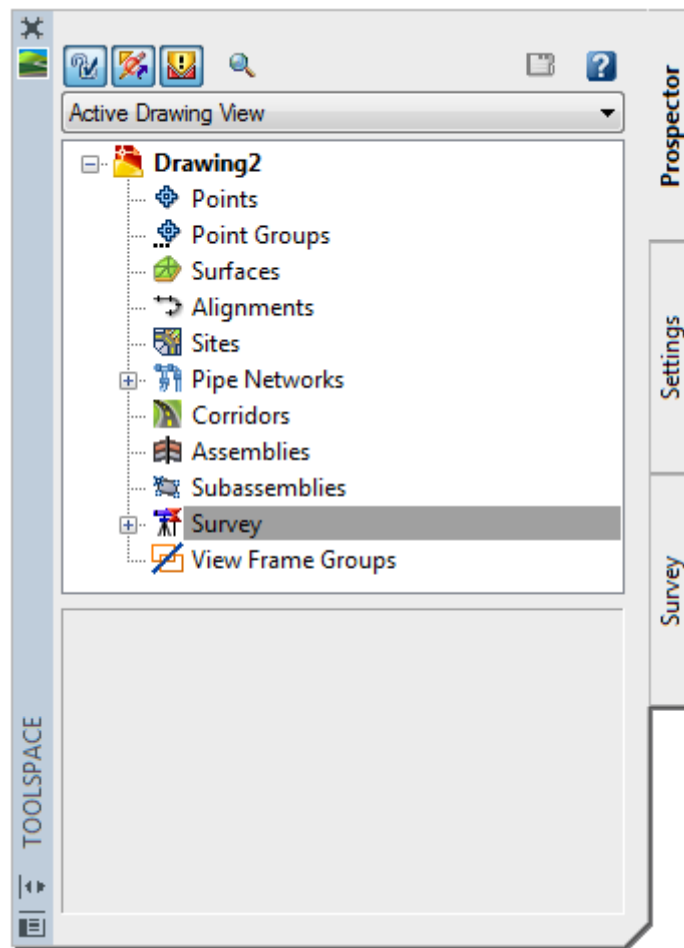 Active Drawing View
Drawing2
Points
Point Groups
Surfaces
Alignments
Sites
Pipe Networks
Corridors
Assemblies
Subassemblies
Survey
View Frame Groups
Prospector
Settings
Survey
TOOLSPACE